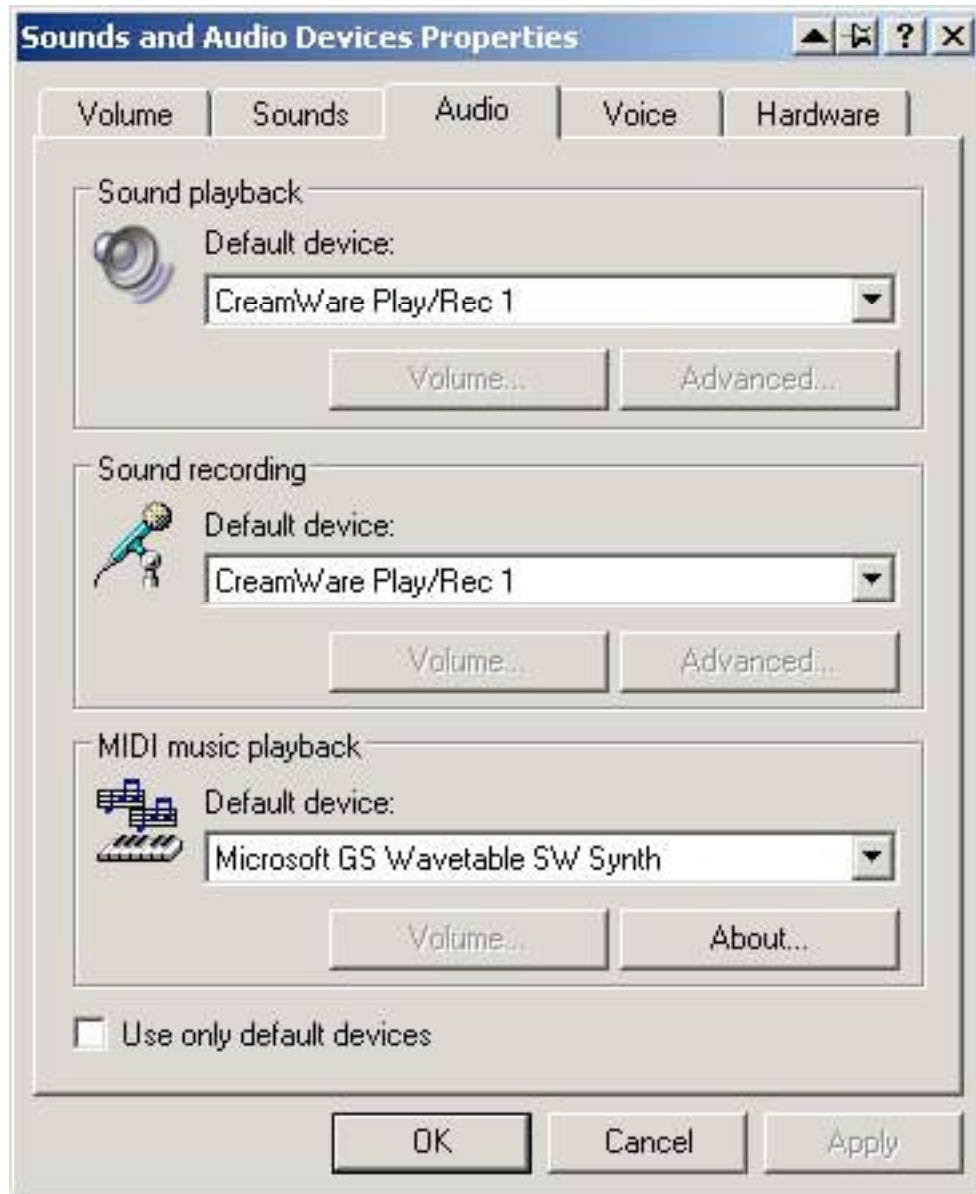 Sounds and Audio Devices Properties
Volume Sounds Audio Voice Hardware
Sound playback
Default device:
CreamWare Play/Rec 1
Volume... Advanced...
Sound recording
Default device:
CreamWare Play/Rec 1
Volume... Advanced...
MIDI music playback
Default device:
Microsoft GS Wavetable SW Synth
Volume... About...
Use only default devices
OK Cancel Apply